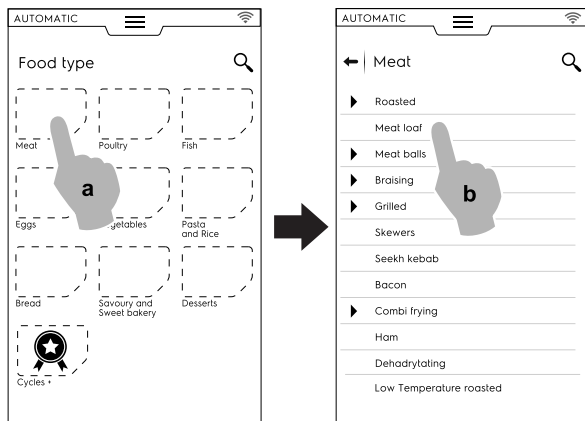 AUTOMATIC
Food type
Meat
Poultry
Fish
a
Eggs
getables
Pasta
and Rice
Bread
Savoury and
Sweet bakery
Desserts
Cycles +
AUTOMATIC
Meat
Roasted
Meat loaf
Meat balls
Braising
b
Grilled
Skewers
Seekh kebab
Bacon
Combi frying
Ham
Dehadrytating
Low Temperature roasted